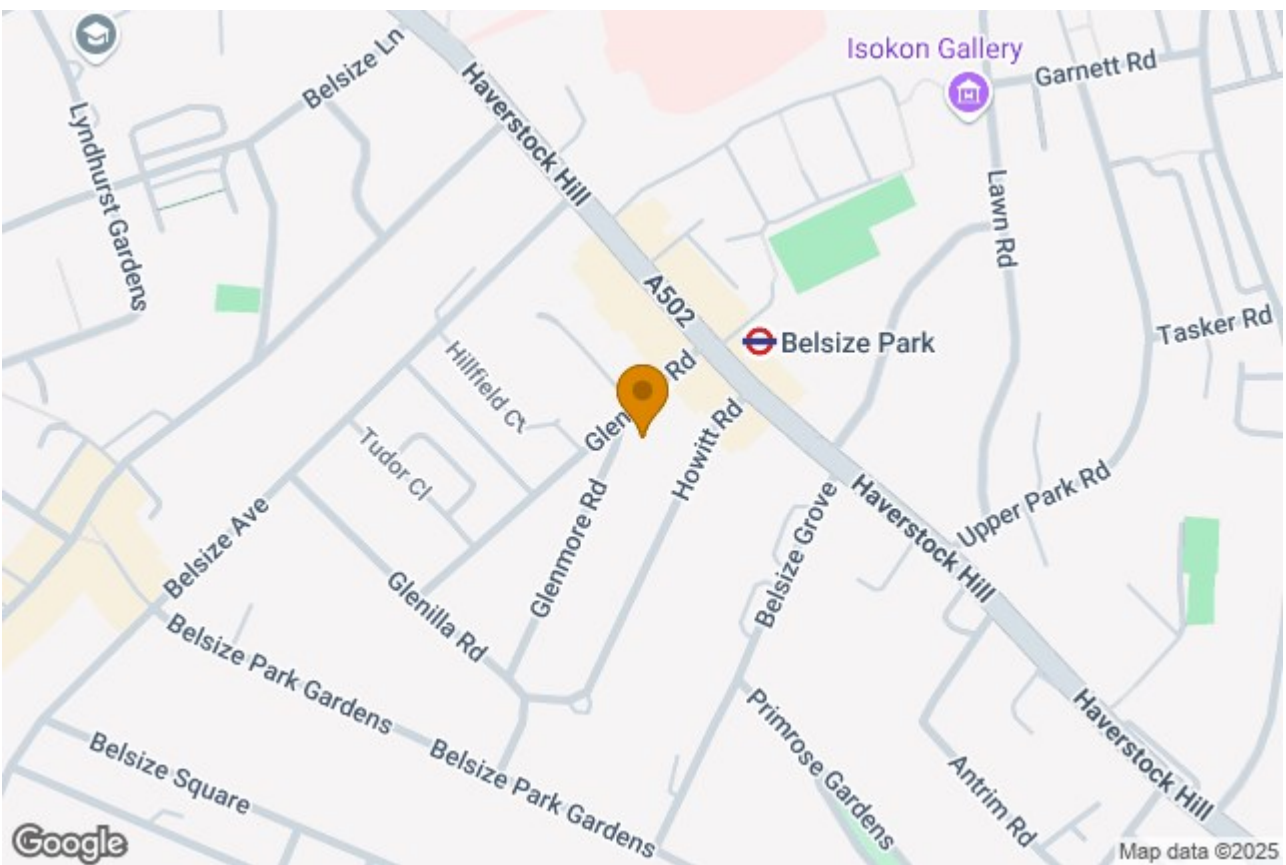 Isokon Gallery
Garnett Rd
Belsize Ln
Haverstock Hill
Lyndhurst Gardens
Lawn Rd
A502
Belsize Park
Tasker Rd
Hillfield Ct
Rd
Tudor Cl
Howitt Rd
Glenmore Rd
Upper Park Rd
Belsize Ave
Belsize Grove
Haverstock Hill
Glenilla Rd
Belsize Park Gardens
Belsize Park Gardens
Primrose Gardens
Haverstock Hill
Belsize Square
Antrim Rd
Google
Map data ©2025